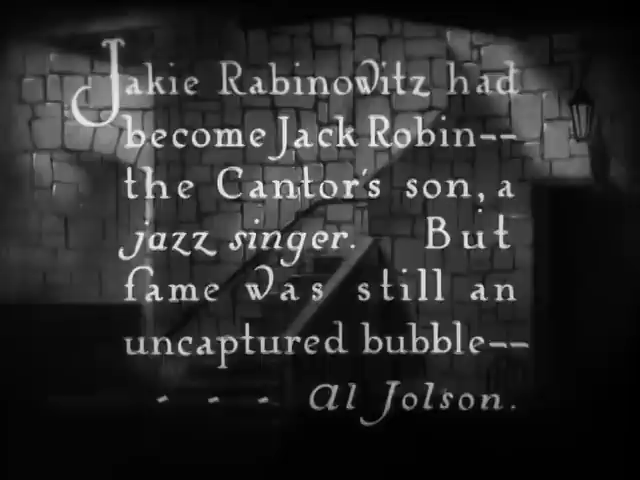 Jakie Rabinowitz had
become Jack Robin--
the Cantor's son, a
jazz singer. But
fame was still an
uncaptured bubble--
- - - Al Jolson.